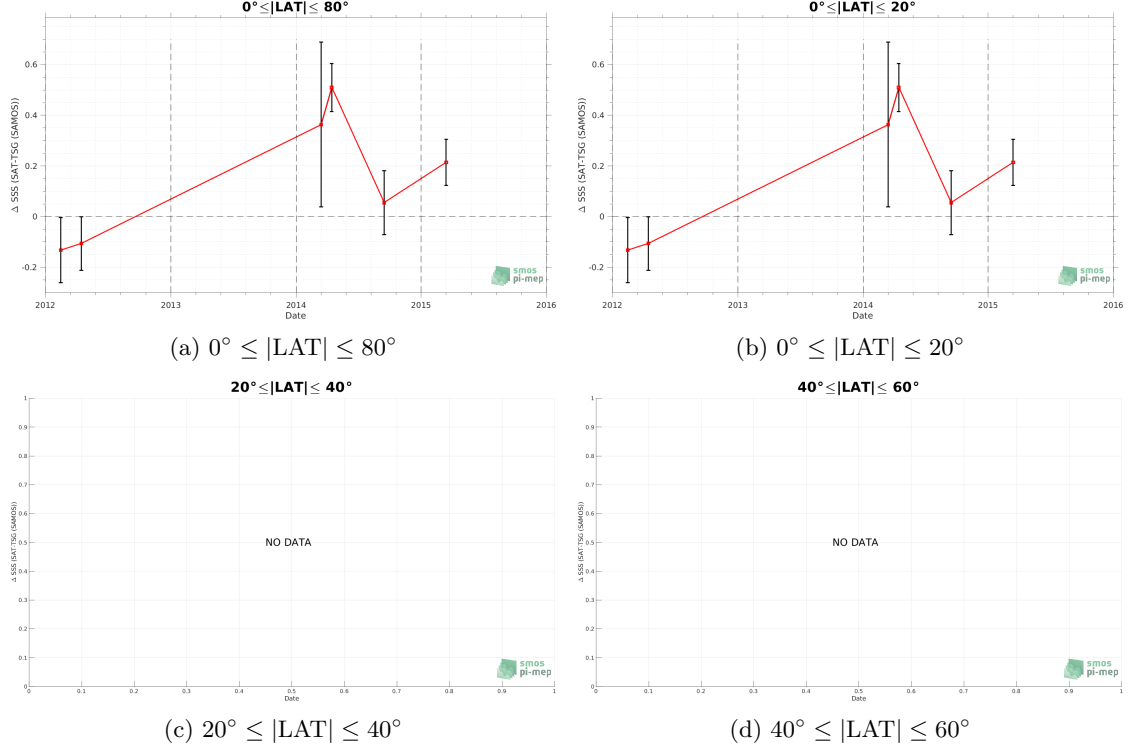 0°≤|LAT|≤ 80°
Δ SSS (SAT-TSG (SAMOS))
0.6
0.4
0.2
0
-0.2
2012 2013 2014 2015 2016
Date
smos
pi-mep
(a) 0° ≤ |LAT| ≤ 80°
0°≤|LAT|≤ 20°
Δ SSS (SAT-TSG (SAMOS))
0.6
0.4
0.2
0
-0.2
2012 2013 2014 2015 2016
Date
smos
pi-mep
(b) 0° ≤ |LAT| ≤ 20°
20°≤|LAT|≤ 40°
Δ SSS (SAT-TSG (SAMOS))
1
0.9
0.8
0.7
0.6
0.5
0.4
0.3
0.2
0.1
0
NO DATA
0 0.1 0.2 0.3 0.4 0.5 0.6 0.7 0.8 0.9 1
Date
smos
pi-mep
(c) 20° ≤ |LAT| ≤ 40°
40°≤|LAT|≤ 60°
Δ SSS (SAT-TSG (SAMOS))
1
0.9
0.8
0.7
0.6
0.5
0.4
0.3
0.2
0.1
0
NO DATA
0 0.1 0.2 0.3 0.4 0.5 0.6 0.7 0.8 0.9 1
Date
smos
pi-mep
(d) 40° ≤ |LAT| ≤ 60°